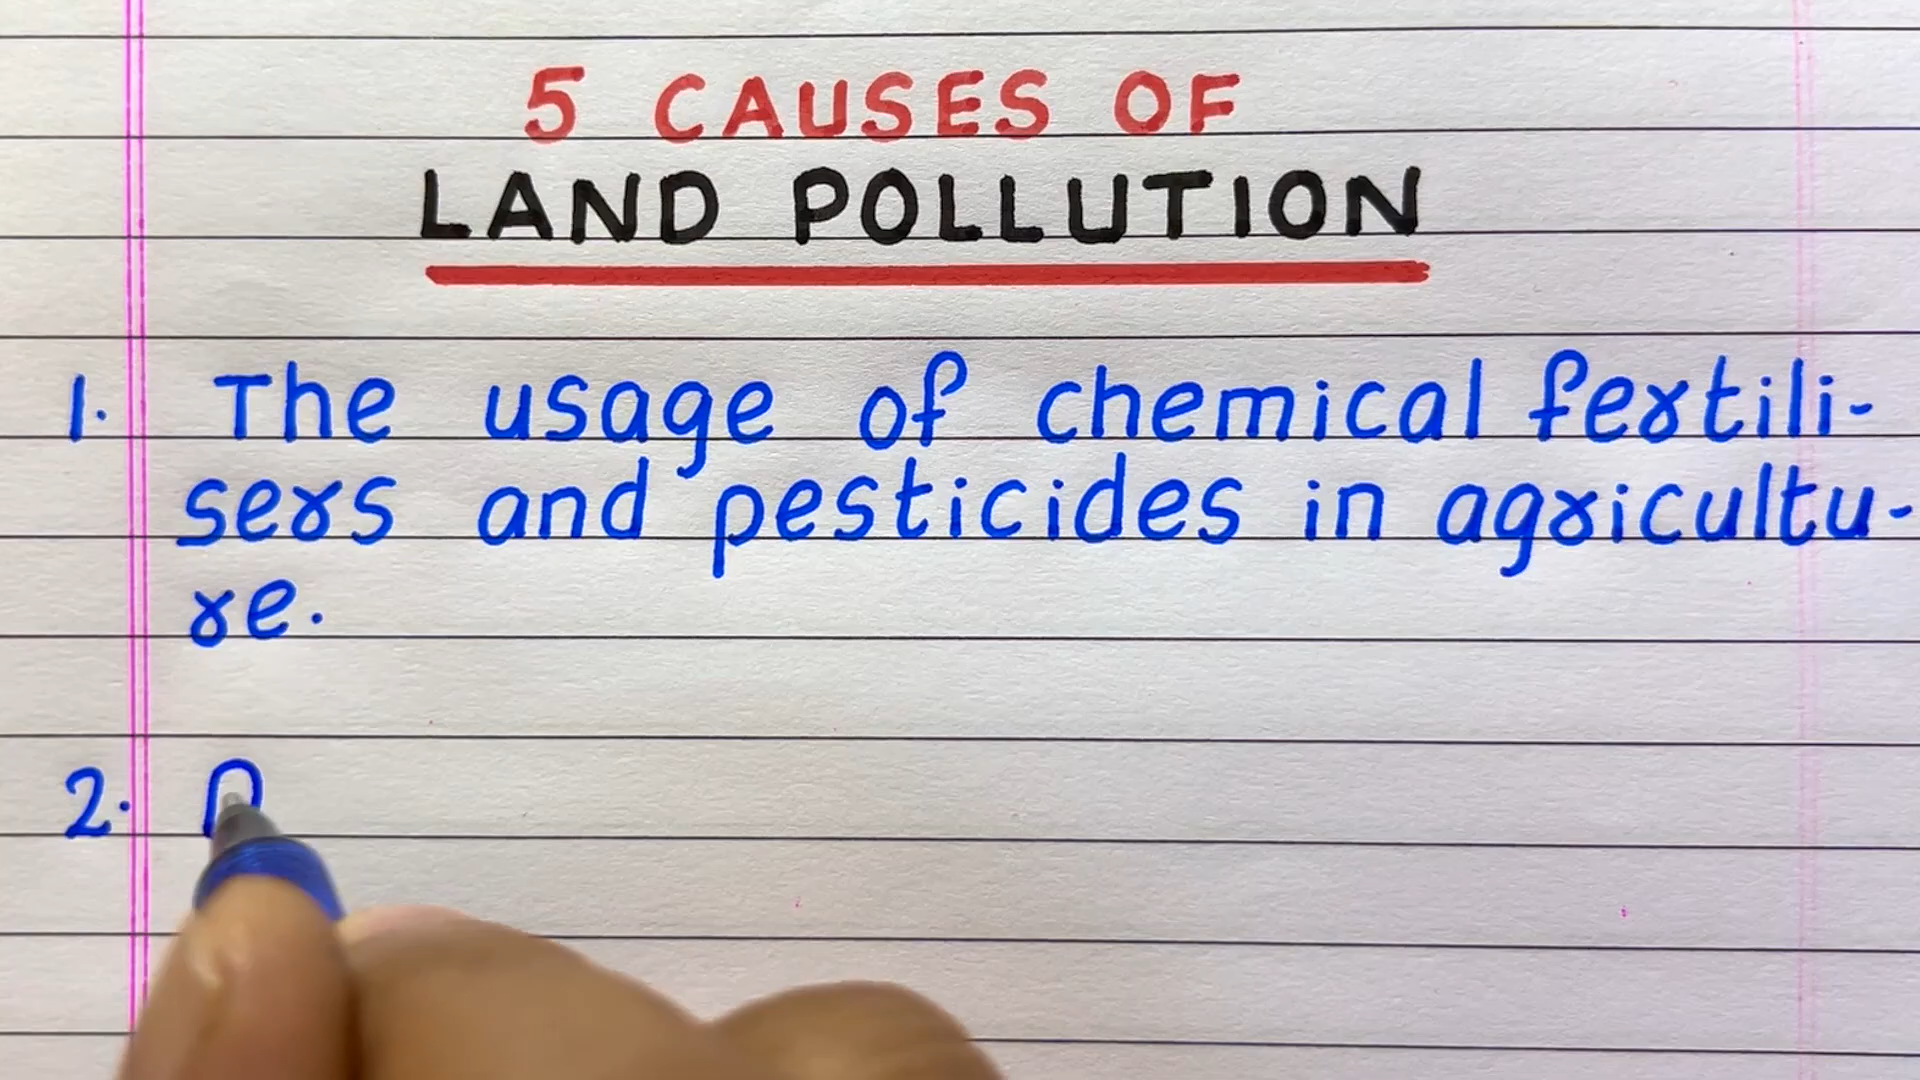 5 CAUSES OF
LAND POLLUTION
1. The usage of chemical fertili-
sers and pesticides in agricultu-
re.
2.